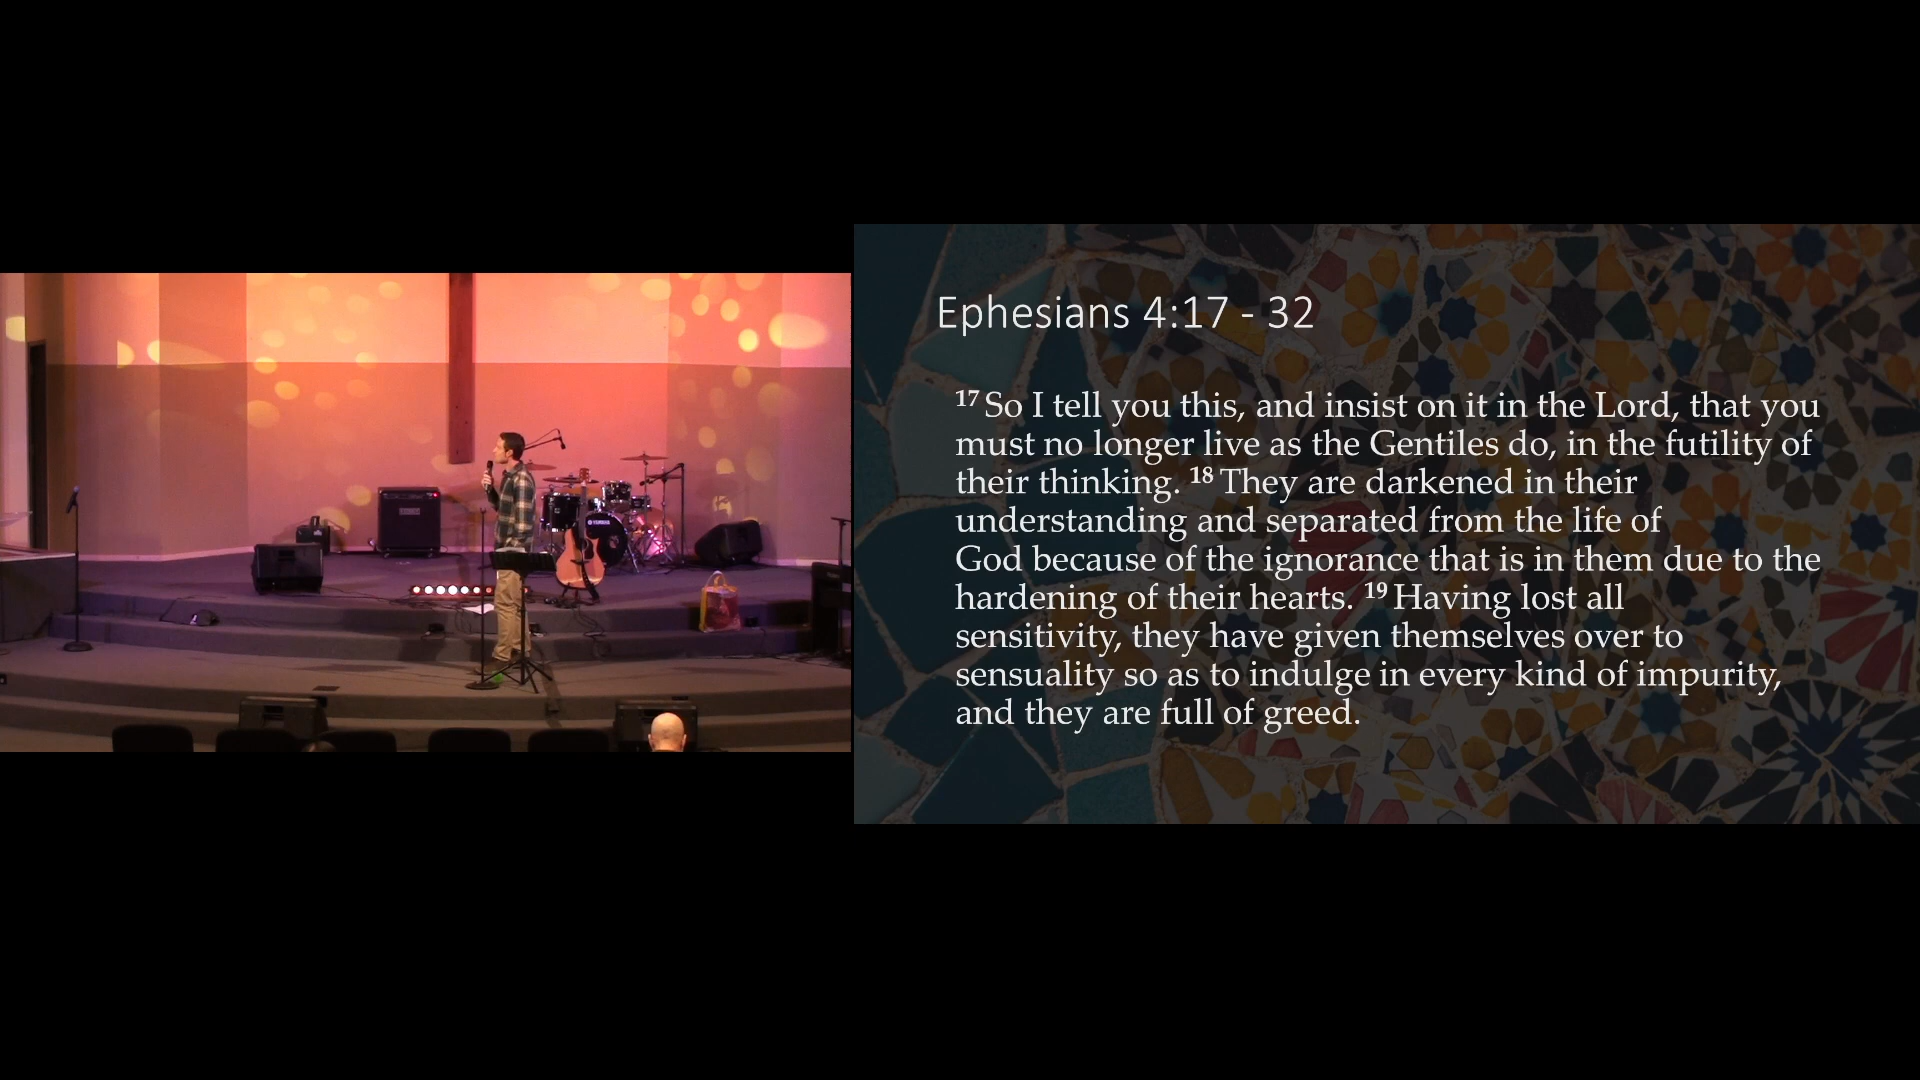 Ephesians 4:17 - 32
17 So I tell you this, and insist on it in the Lord, that you
must no longer live as the Gentiles do, in the futility of
their thinking. 18 They are darkened in their
understanding and separated from the life of
God because of the ignorance that is in them due to the
hardening of their hearts. 19 Having lost all
sensitivity, they have given themselves over to
sensuality so as to indulge in every kind of impurity,
and they are full of greed.
YAMAHA